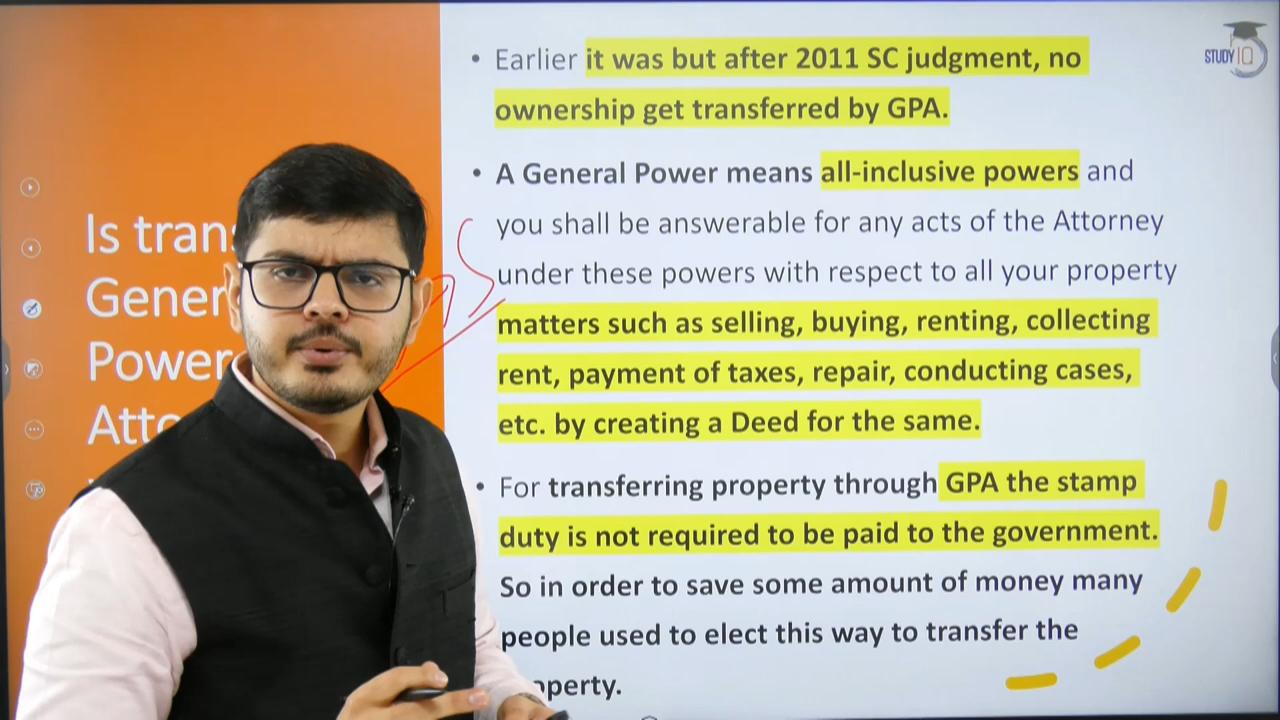 Is trans
Gener
Power
Atto
• Earlier it was but after 2011 SC judgment, no
ownership get transferred by GPA.
• A General Power means all-inclusive powers and
you shall be answerable for any acts of the Attorney
under these powers with respect to all your property
matters such as selling, buying, renting, collecting
rent, payment of taxes, repair, conducting cases,
etc. by creating a Deed for the same.
• For transferring property through GPA the stamp
duty is not required to be paid to the government.
So in order to save some amount of money many
people used to elect this way to transfer the
operty.
STUDY IQ